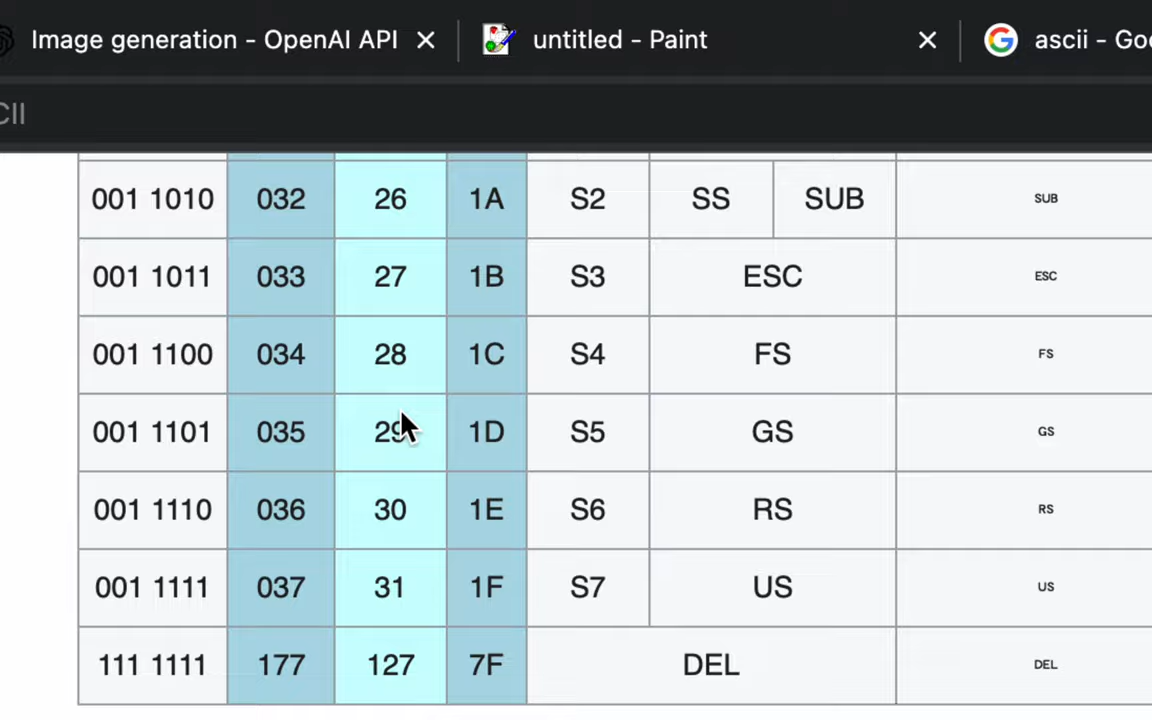 Image generation - OpenAI API
untitled - Paint
ascii - Goo
CII
001 1010 032 26 1A S2 SS SUB SUB
001 1011 033 27 1B S3 ESC ESC
001 1100 034 28 1C S4 FS FS
001 1101 035 29 1D S5 GS GS
001 1110 036 30 1E S6 RS RS
001 1111 037 31 1F S7 US US
111 1111 177 127 7F DEL DEL